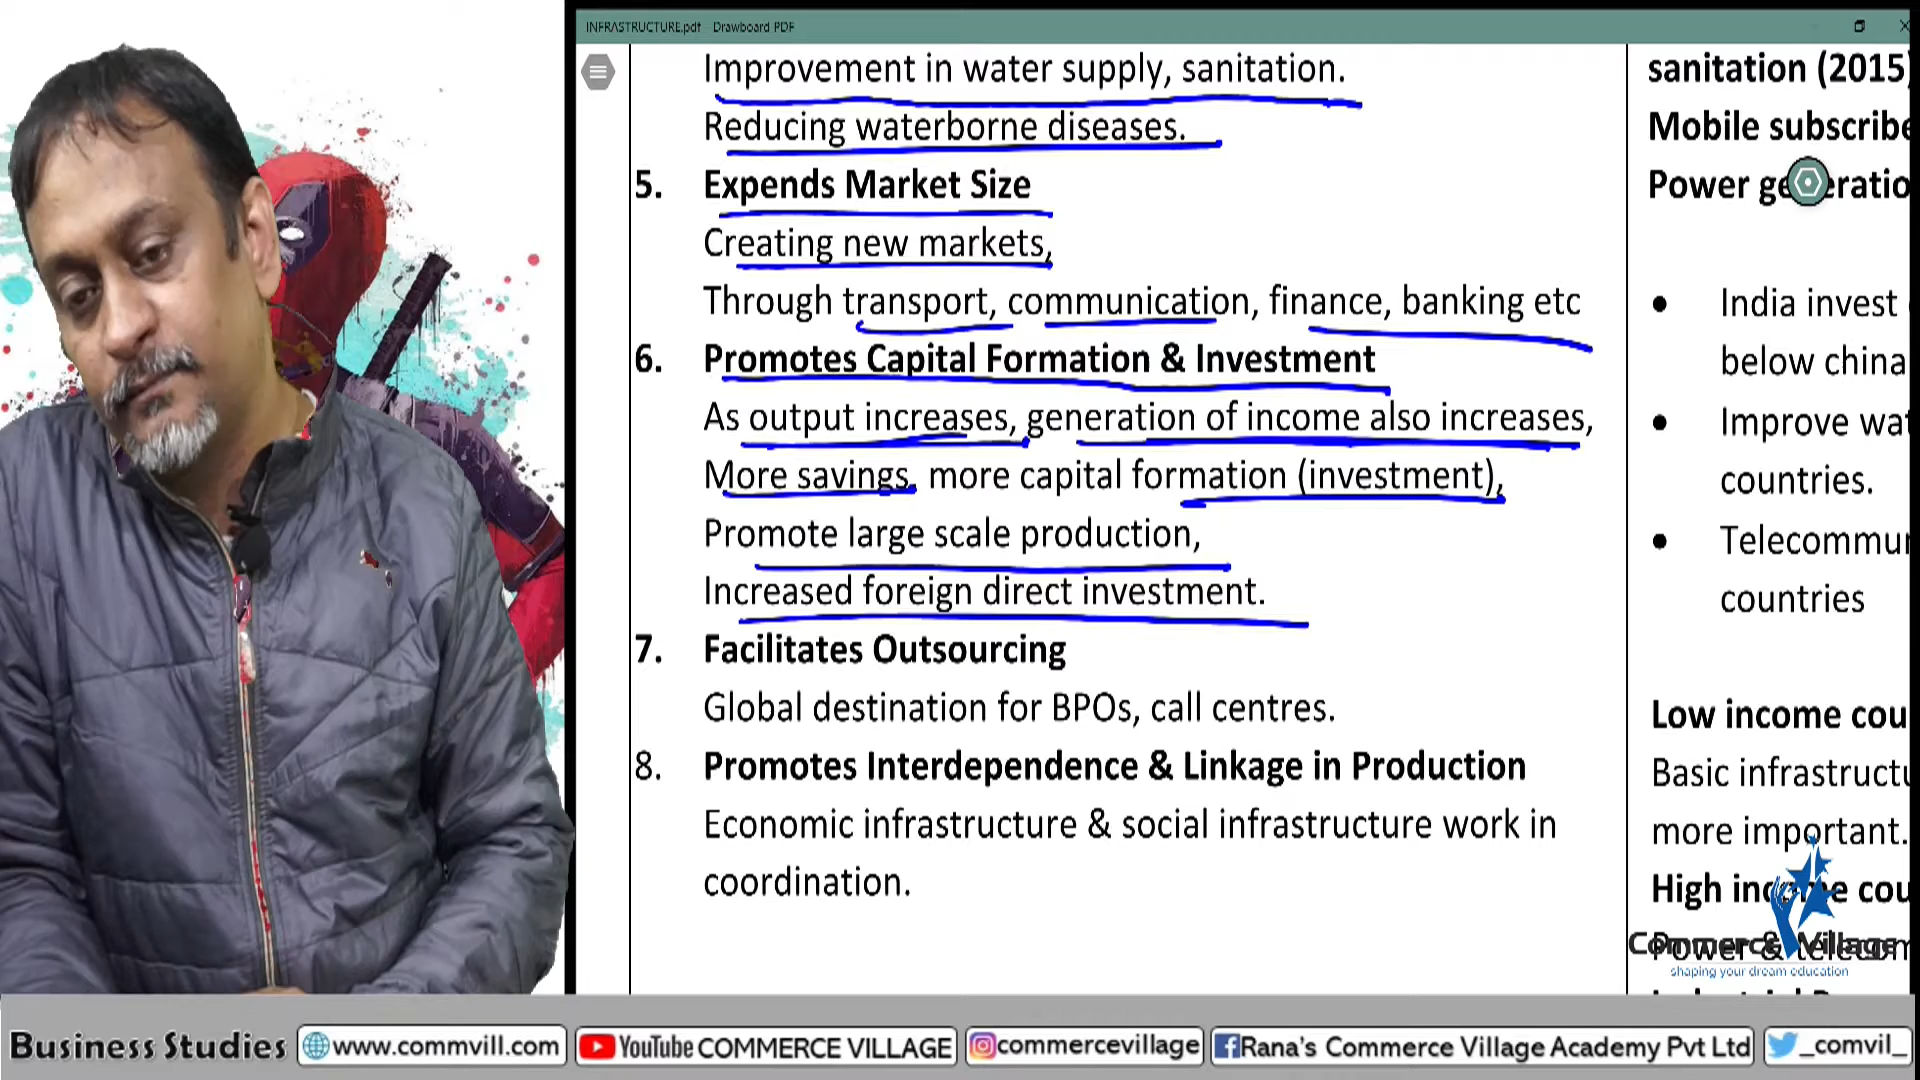 INFRASTRUCTURE.pdf - Drawboard PDF
Improvement in water supply, sanitation.
Reducing waterborne diseases.
5. Expends Market Size
Creating new markets,
Through transport, communication, finance, banking etc
6. Promotes Capital Formation & Investment
As output increases, generation of income also increases,
More savings, more capital formation (investment),
Promote large scale production,
Increased foreign direct investment.
7. Facilitates Outsourcing
Global destination for BPOs, call centres.
8. Promotes Interdependence & Linkage in Production
Economic infrastructure & social infrastructure work in
coordination.
sanitation (2015)
Mobile subscribe
Power
• India invest
below china
• Improve
countries.
• Telecommu
countries
Low income cou
Basic infrastructu
more important.
High income cou
Power & telecom
Commerce Village
shaping your dream education
Business Studies
www.commvill.com
YouTube COMMERCE VILLAGE
commercevillage
Rana's Commerce Village Academy Pvt Ltd
_comvil_